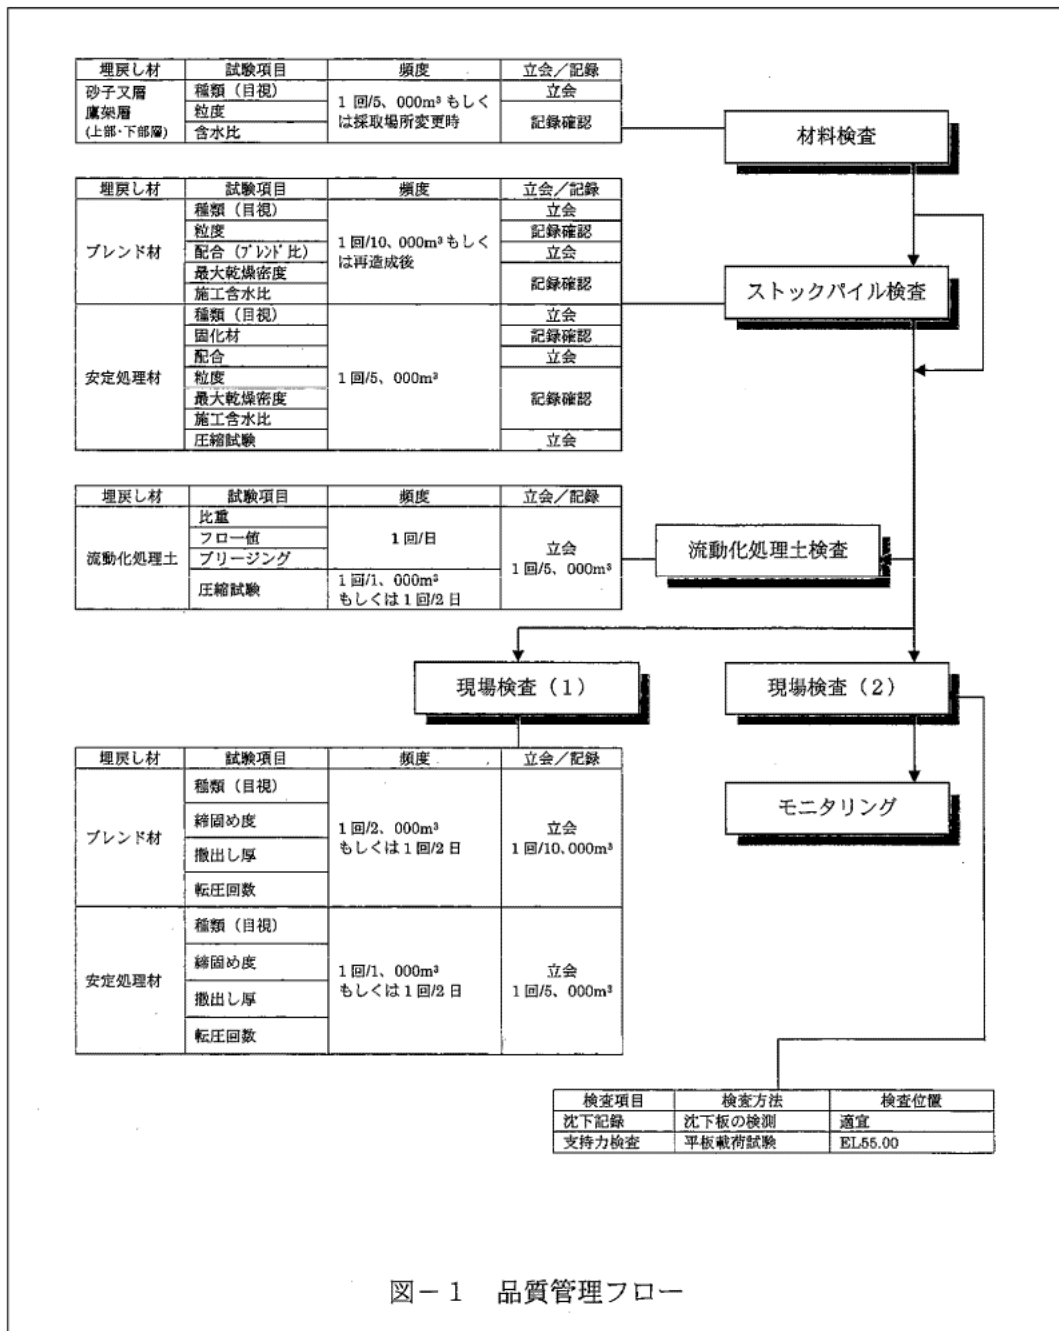 埋戻し材 試験項目 頻度 立会／記録
砂子又層 種類（目視） 1 回/5、000m³ もしく 立会
鷹架層 粒度 は採取場所変更時 記録確認
(上部・下部層) 含水比
材料検査
埋戻し材 試験項目 頻度 立会／記録
種類（目視） 立会
粒度 1 回/10、000m³ もしく 記録確認
ブレンド材 配合（ブレンド比） は再造成後 立会
最大乾燥密度 記録確認
施工含水比
ストックパイル検査
種類（目視） 立会
固化材 記録確認
配合 立会
安定処理材 粒度 1 回/5、000m³
最大乾燥密度 記録確認
施工含水比
圧縮試験 立会
埋戻し材 試験項目 頻度 立会／記録
比重
フロー値 1 回/日
流動化処理土 ブリージング 立会
圧縮試験 1 回/1、000m³ 1 回/5、000m³
もしくは 1 回/2 日
流動化処理土検査
現場検査（1） 現場検査（2）
埋戻し材 試験項目 頻度 立会／記録
種類（目視）
締固め度 1 回/2、000m³ 立会
ブレンド材 撒出し厚 もしくは 1 回/2 日 1 回/10、000m³
転圧回数
モニタリング
種類（目視）
締固め度 1 回/1、000m³ 立会
安定処理材 撒出し厚 もしくは 1 回/2 日 1 回/5、000m³
転圧回数
検査項目 検査方法 検査位置
沈下記録 沈下板の検測 適宜
支持力検査 平板載荷試験 EL55.00
図－１　品質管理フロー